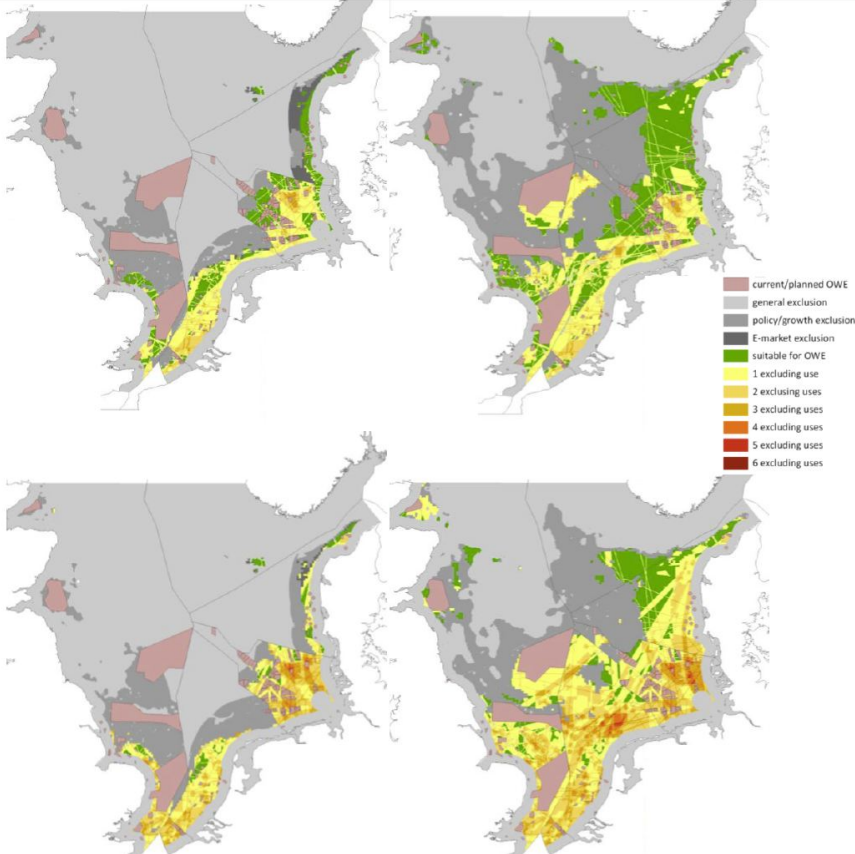 current/planned OWE
general exclusion
policy/growth exclusion
E-market exclusion
suitable for OWE
1 excluding use
2 exclusing uses
3 excluding uses
4 excluding uses
5 excluding uses
6 excluding uses